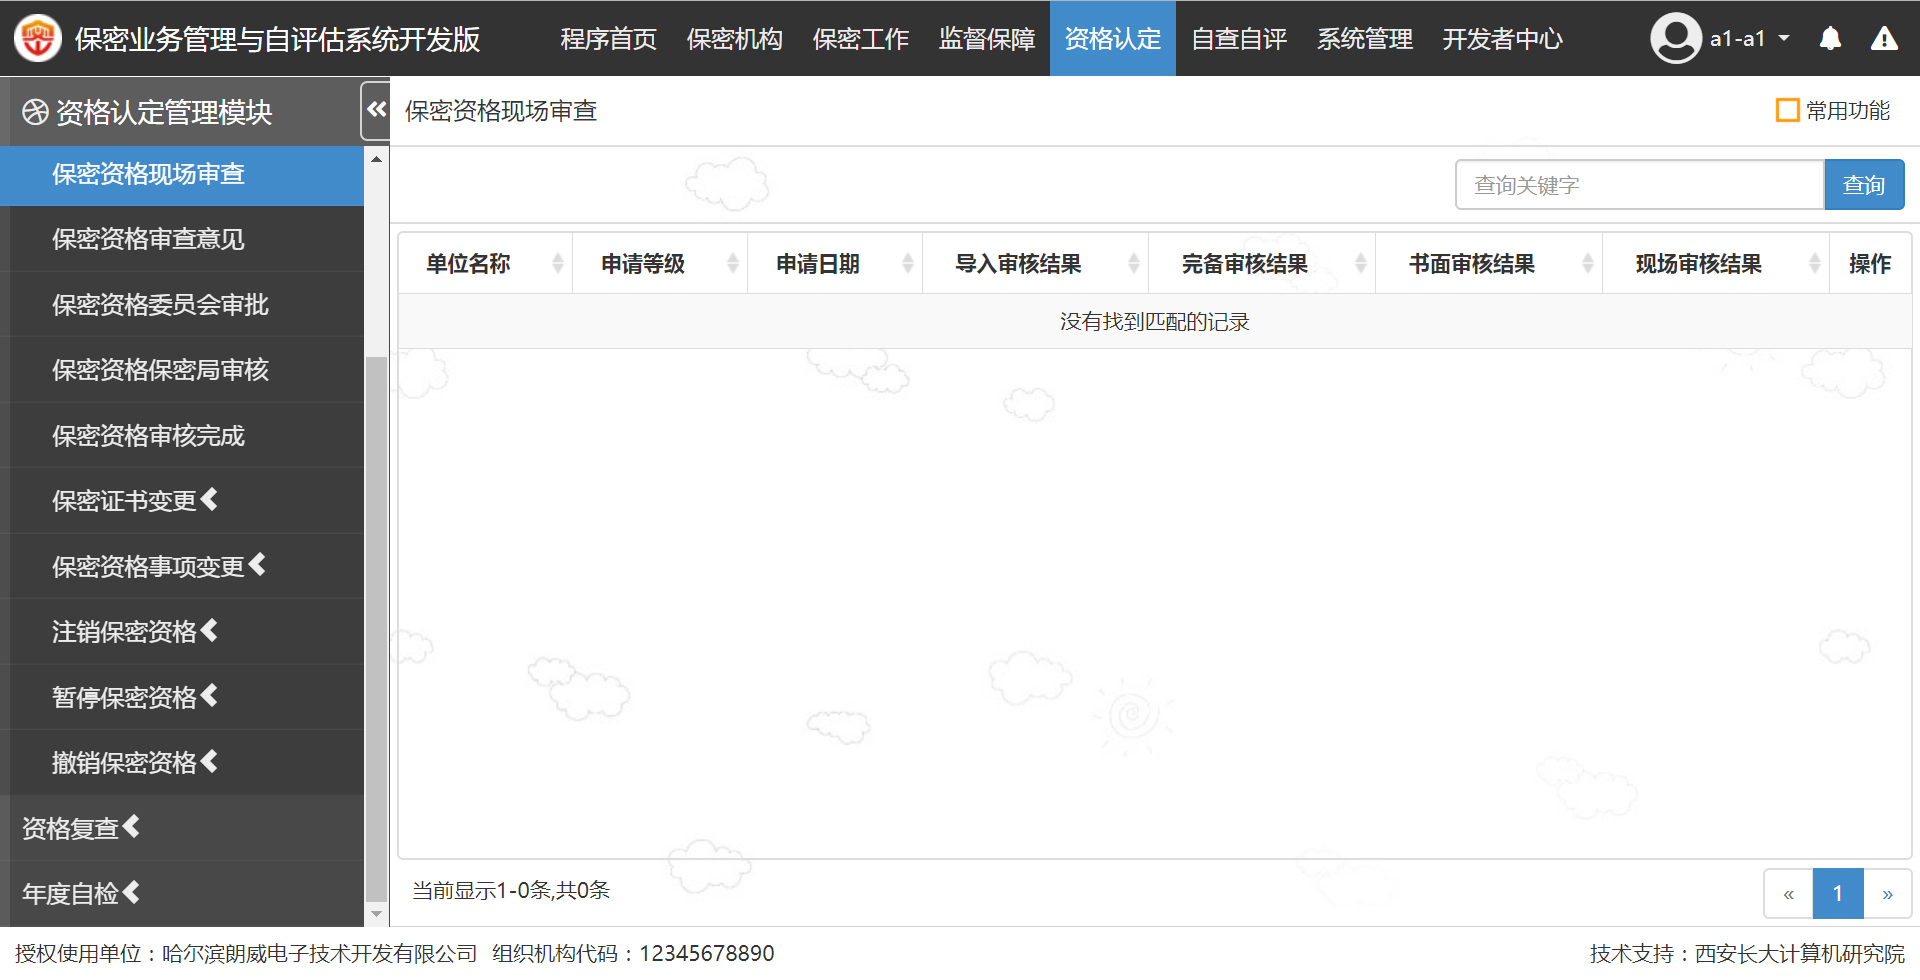 保密业务管理与自评估系统开发版 程序首页 保密机构 保密工作 监督保障 资格认定 自查自评 系统管理 开发者中心 a1-a1
资格认定管理模块
保密资格现场审查
保密资格审查意见
保密资格委员会审批
保密资格保密局审核
保密资格审核完成
保密证书变更
保密资格事项变更
注销保密资格
暂停保密资格
撤销保密资格
资格复查
年度自检
保密资格现场审查
常用功能
查询关键字 查询
单位名称 申请等级 申请日期 导入审核结果 完备审核结果 书面审核结果 现场审核结果 操作
没有找到匹配的记录
当前显示1-0条,共0条
« 1 »
授权使用单位：哈尔滨朗威电子技术开发有限公司 组织机构代码：12345678890
技术支持：西安长大计算机研究院